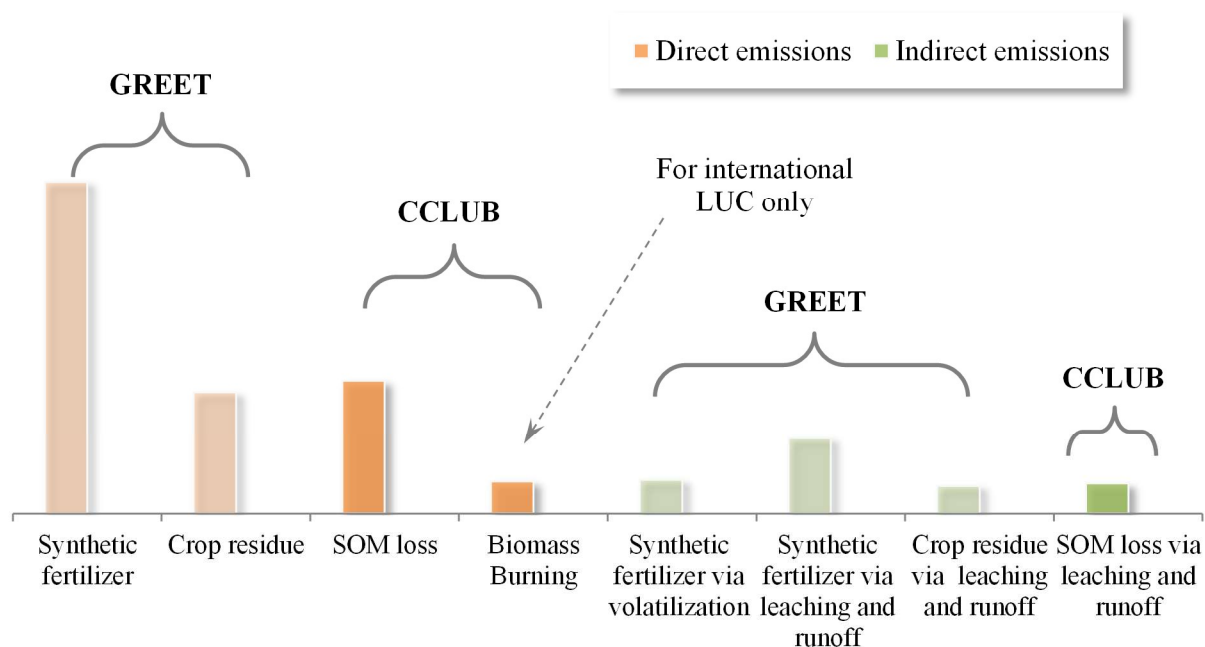 Direct emissions
Indirect emissions
GREET
For international
LUC only
CCLUB
GREET
CCLUB
Synthetic
fertilizer
Crop residue
SOM loss
Biomass
Burning
Synthetic
fertilizer via
volatilization
Synthetic
fertilizer via
leaching and
runoff
Crop residue
via leaching
and runoff
SOM loss via
leaching and
runoff